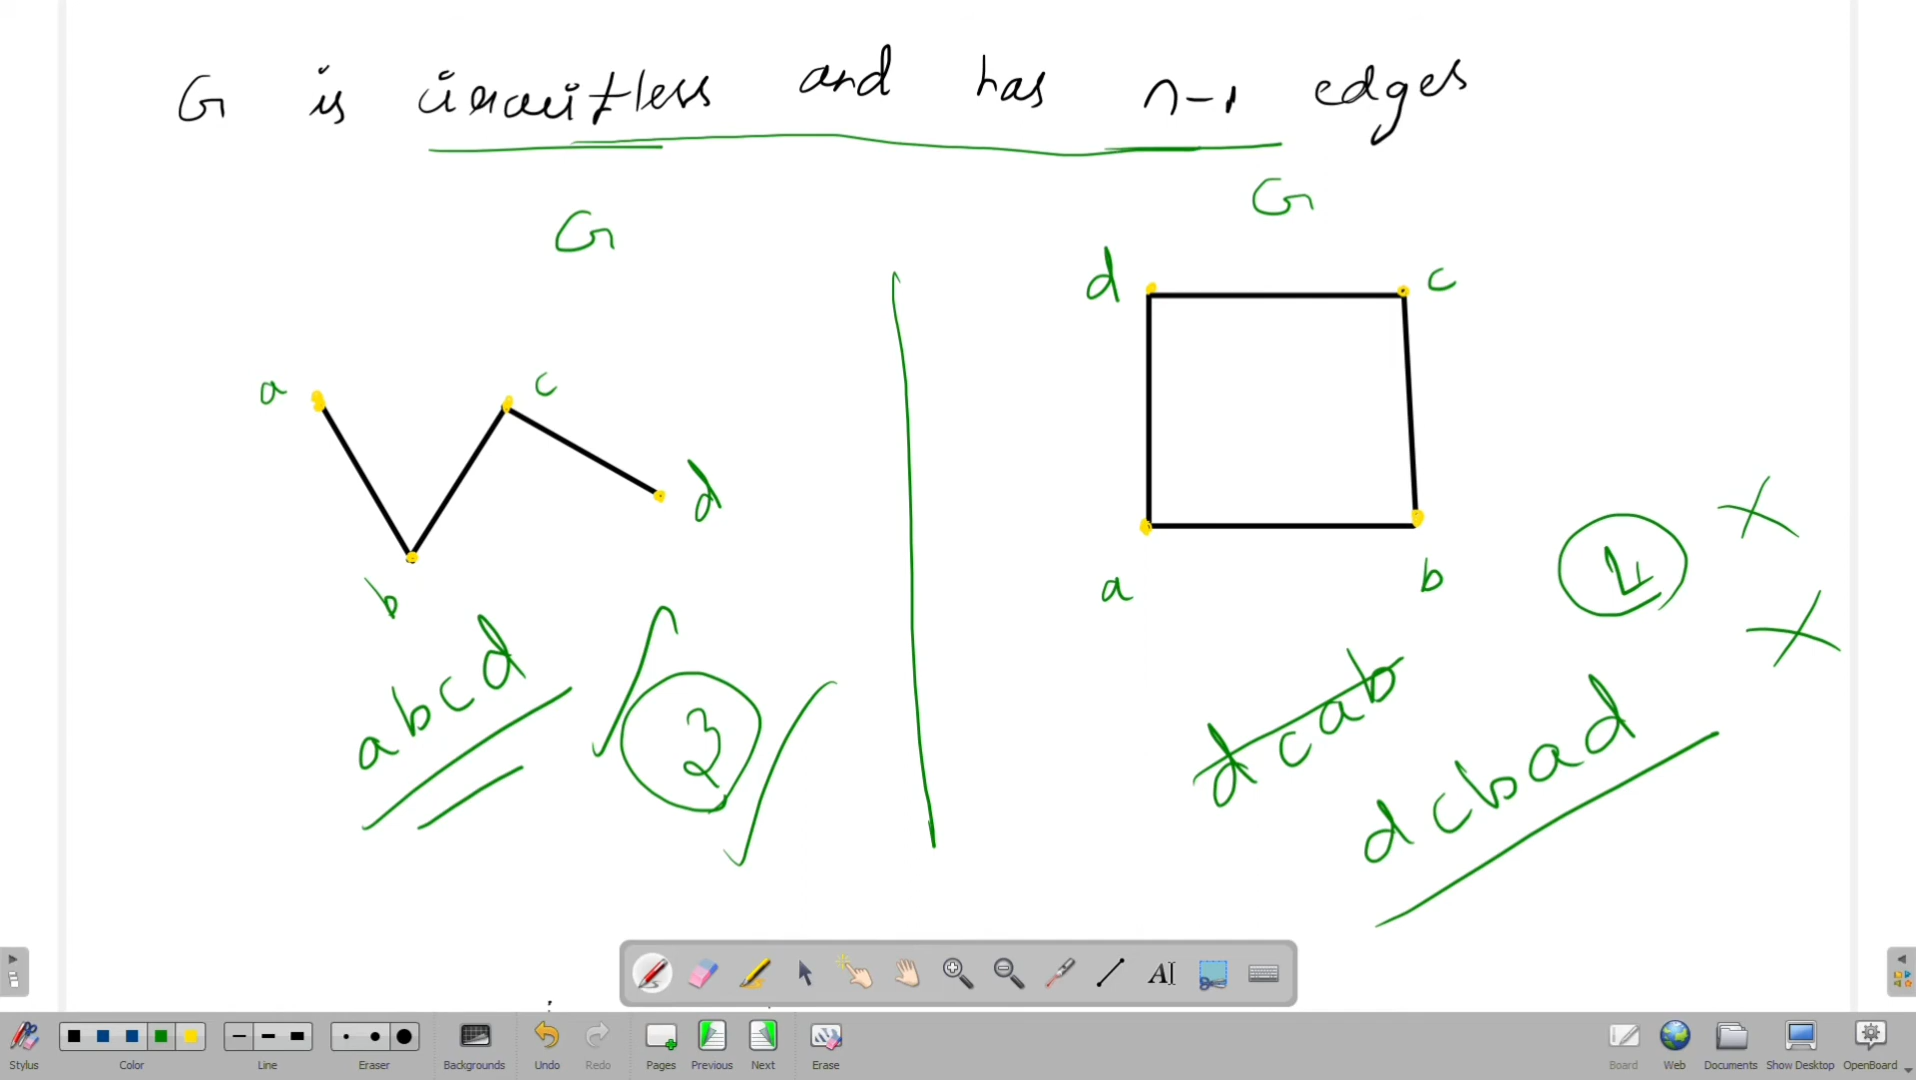 G is circuitless and has n-1 edges
G
G
d
c
a
c
d
b
a
b
4
abcd
3
dcab
dcbad
Stylus
Color
Line
Eraser
Backgrounds
Undo
Redo
Pages
Previous
Next
Erase
Board
Web
Documents
Show Desktop
OpenBoard